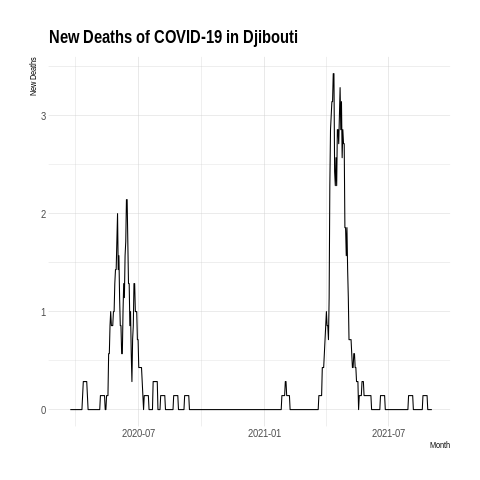 New Deaths of COVID-19 in Djibouti
New Deaths
3
2
1
0
2020-07
2021-01
2021-07
Month